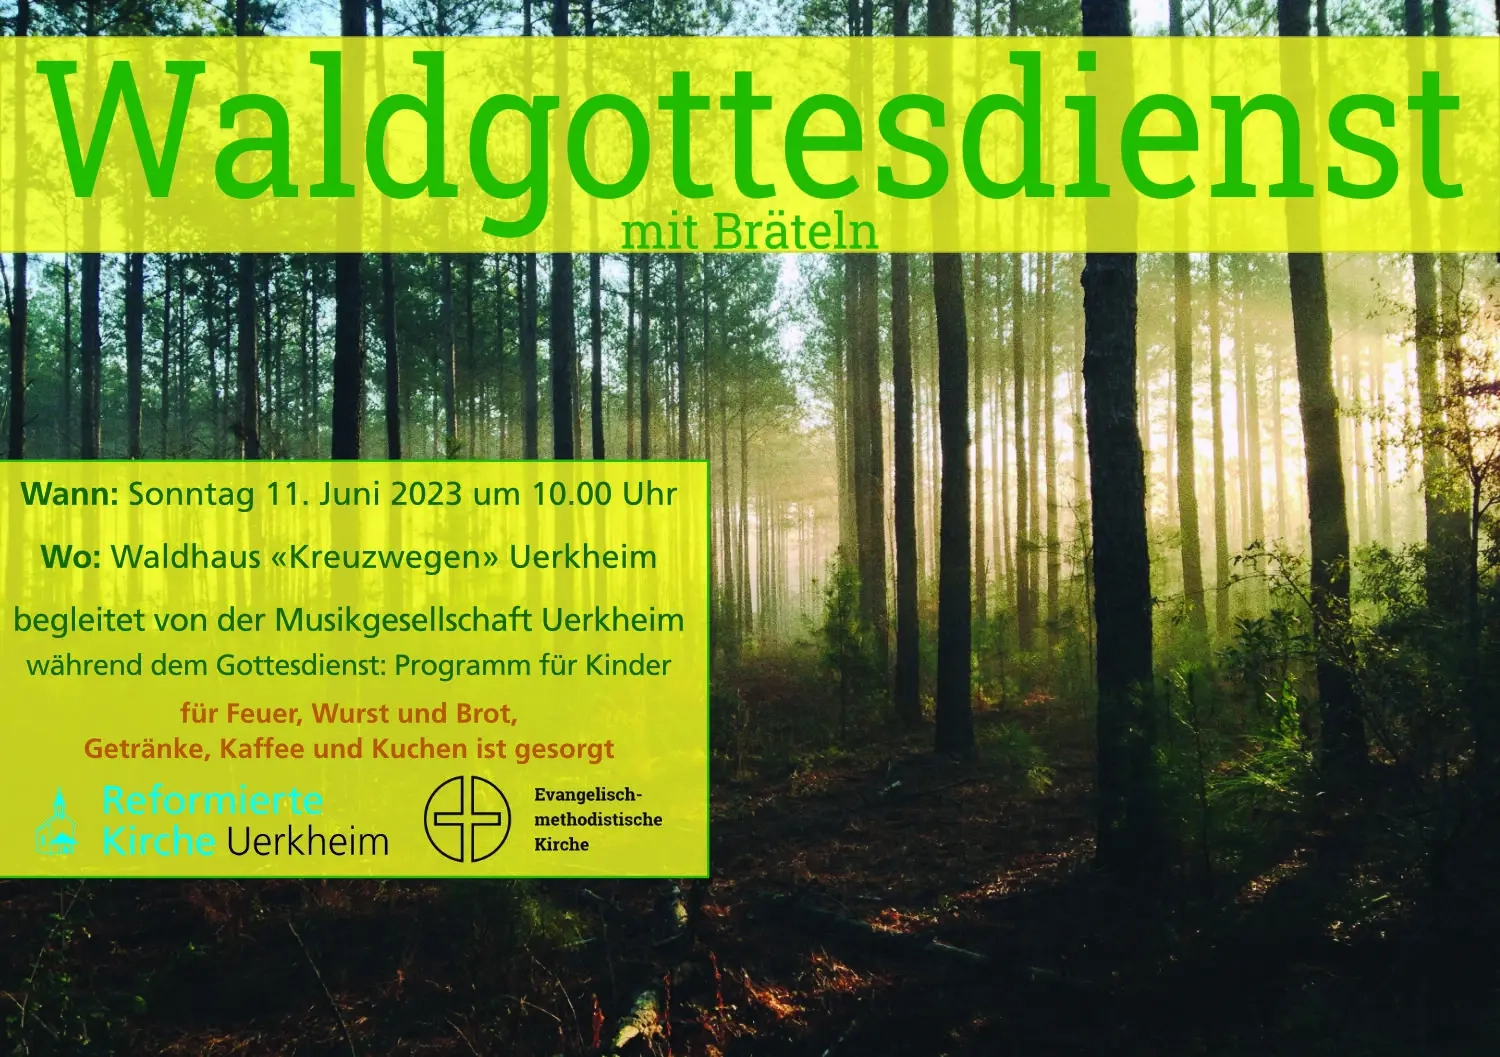 Waldgottesdienst
mit Bräteln
Wann: Sonntag 11. Juni 2023 um 10.00 Uhr
Wo: Waldhaus «Kreuzwegen» Uerkheim
begleitet von der Musikgesellschaft Uerkheim
während dem Gottesdienst: Programm für Kinder
für Feuer, Wurst und Brot,
Getränke, Kaffee und Kuchen ist gesorgt
Reformierte
Kirche Uerkheim
Evangelisch-
methodistische
Kirche